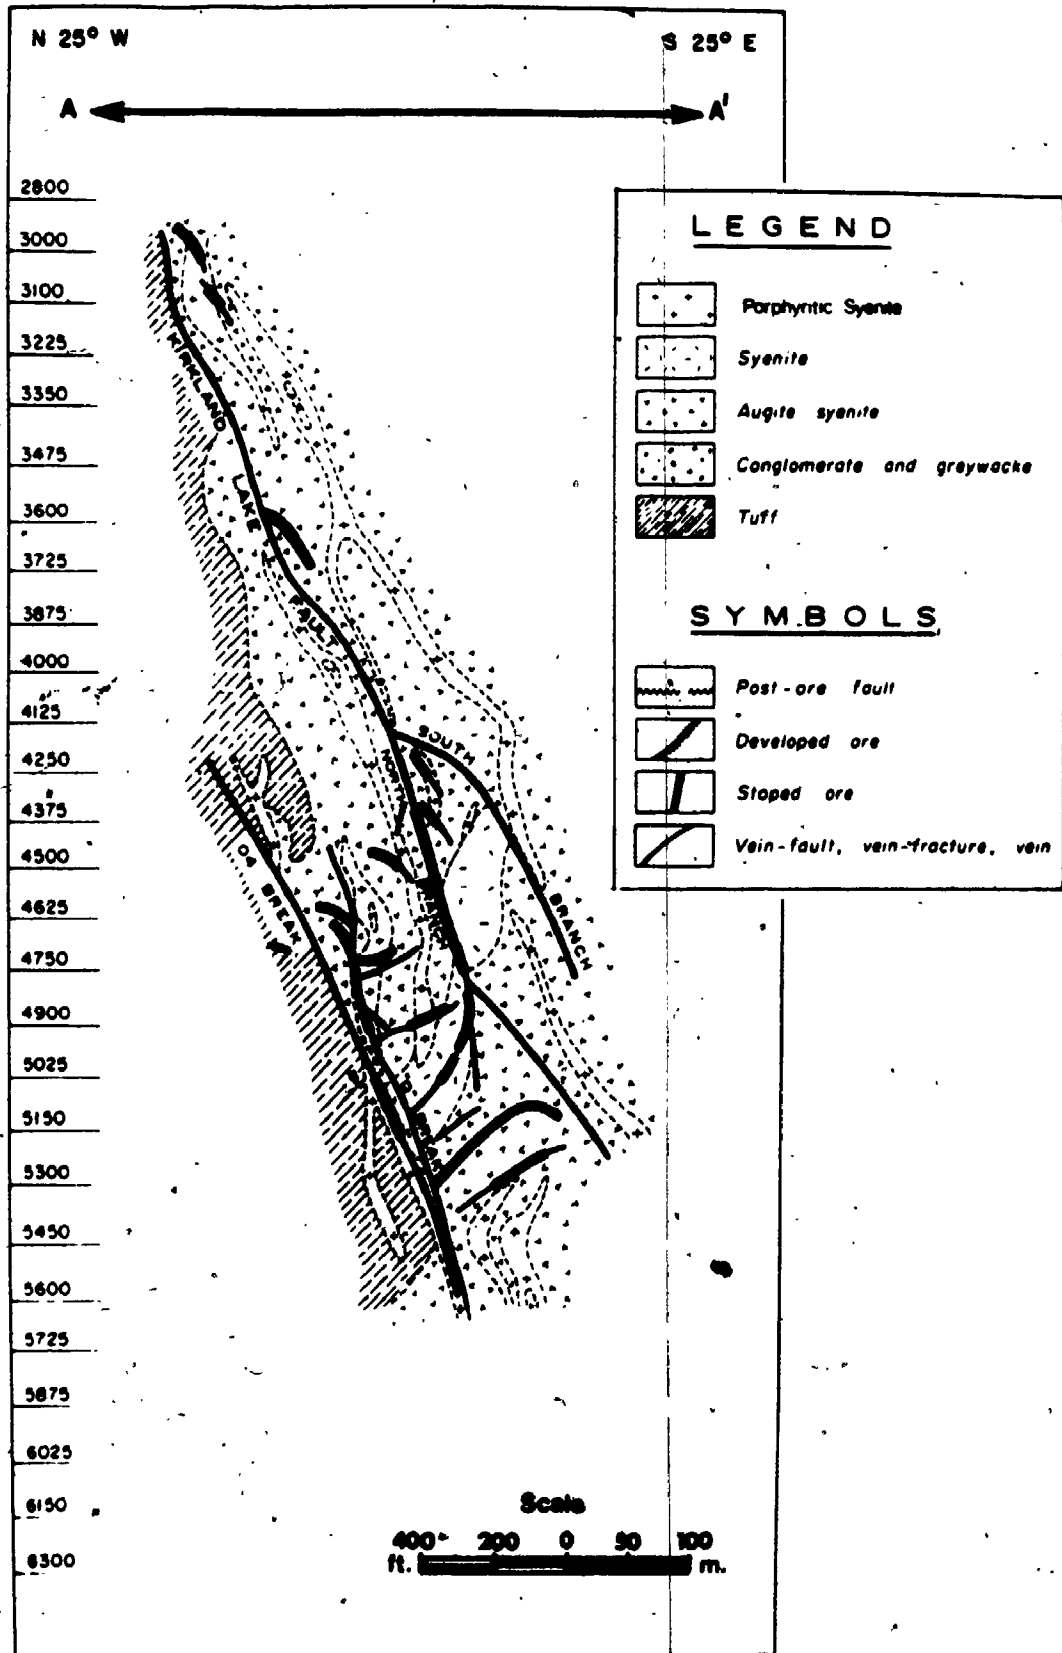 N 25° W
S 25° E
A
A'
2800
3000
3100
3225
3350
3475
3600
3725
3875
4000
4125
4250
4375
4500
4625
4750
4900
5025
5150
5300
5450
5600
5725
5875
6025
6150
6300
KIRKLAND
LAKE
FAULT
SOUTH
BRANCH
04 BREAK
LEGEND
Porphyritic Syenite
Syenite
Augite syenite
Conglomerate and greywacke
Tuff
SYMBOLS
Post-ore fault
Developed ore
Stoped ore
Vein-fault, vein-fracture, vein
Scale
400 200 0 50 100
ft. m.